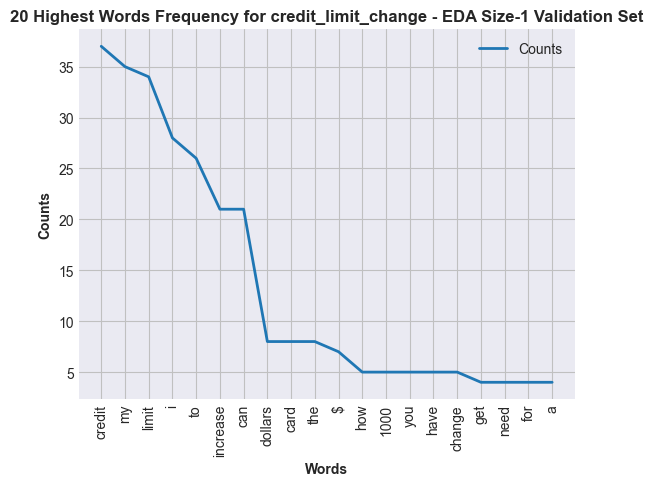 20 Highest Words Frequency for credit_limit_change - EDA Size-1 Validation Set
Counts
35
30
25
20
15
10
5
Counts
credit
my
limit
i
to
increase
can
dollars
card
the
$
how
1000
you
have
change
get
need
for
a
Words